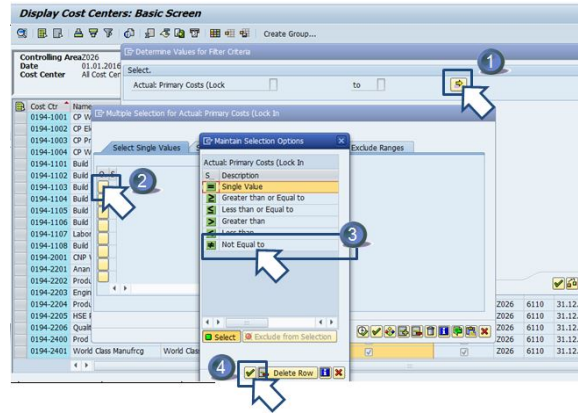 Display Cost Centers: Basic Screen
Create Group...
Controlling Area Z026
Date 01.01.2016
Cost Center All Cost Cen
Determine Values for Filter Criteria
Select.
Actual: Primary Costs (Lock to
1
Cost Ctr Name
0194-1001 CP W
0194-1002 CP El
0194-1003 CP Pr
0194-1004 CP W
0194-1101 Build
0194-1102 Build
0194-1103 Build
0194-1104 Build
0194-1105 Build
0194-1106 Build
0194-1107 Labor
0194-1108 Build
0194-2001 CNP
0194-2201 Anan
0194-2202 Produ
0194-2203 Engin
0194-2204 Produ
0194-2205 HSE
0194-2206 Qualit
0194-2400 Prod
0194-2401 World Class Manufrcg World Clas
Multiple Selection for Actual: Primary Costs (Lock In
Select Single Values
Exclude Ranges
2
Maintain Selection Options
Actual: Primary Costs (Lock In
S.. Description
Single Value
Greater than or Equal to
Less than or Equal to
Greater than
Less than
Not Equal to
3
Select Exclude from Selection
4
Delete Row
Z026 6110 31.12.
Z026 6110 31.12.
Z026 6110 31.12.
Z026 6110 31.12.
Z026 6110 31.12.